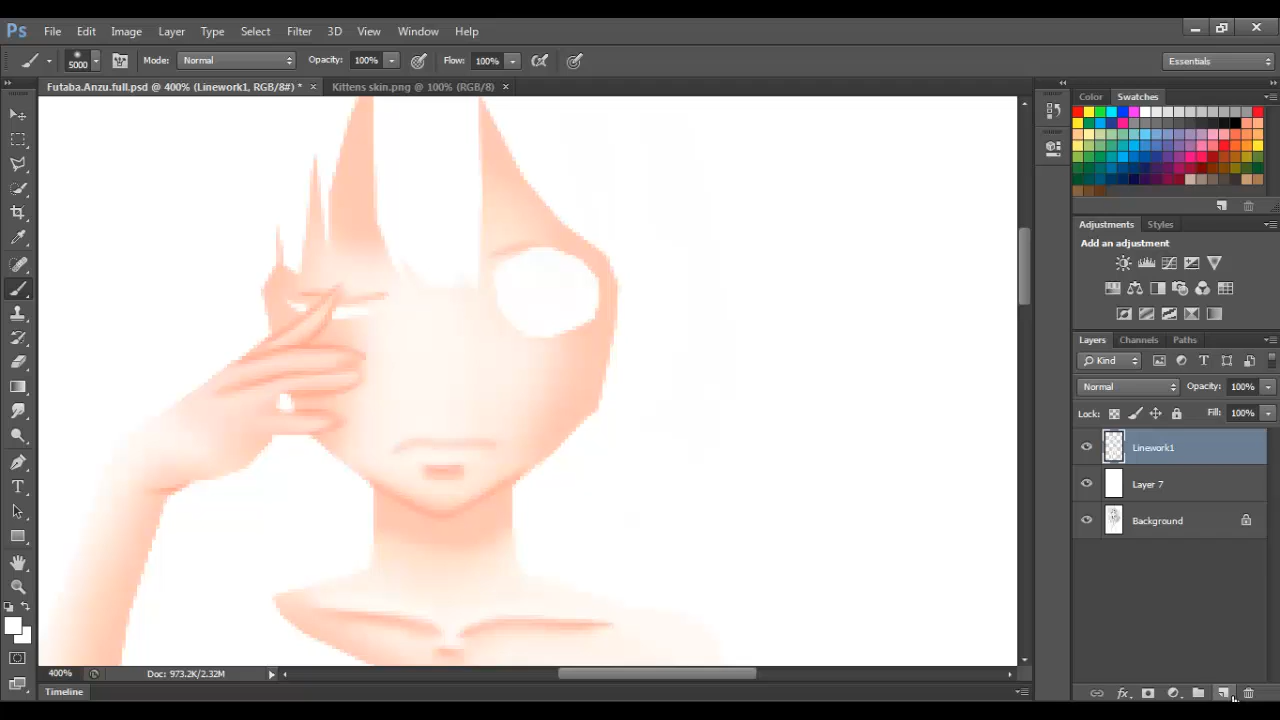 Ps File Edit Image Layer Type Select Filter 3D View Window Help
5000 Mode: Normal Opacity: 100% Flow: 100% Essentials
Futaba.Anzu.full.psd @ 400% (Linework1, RGB/8#) * × Kittens skin.png @ 100% (RGB/8) ×
Color Swatches
Adjustments Styles
Add an adjustment
Layers Channels Paths
Kind T
Normal Opacity: 100%
Lock: Fill: 100%
Linework1
Layer 7
Background
400% Doc: 973.2K/2.32M
Timeline fx